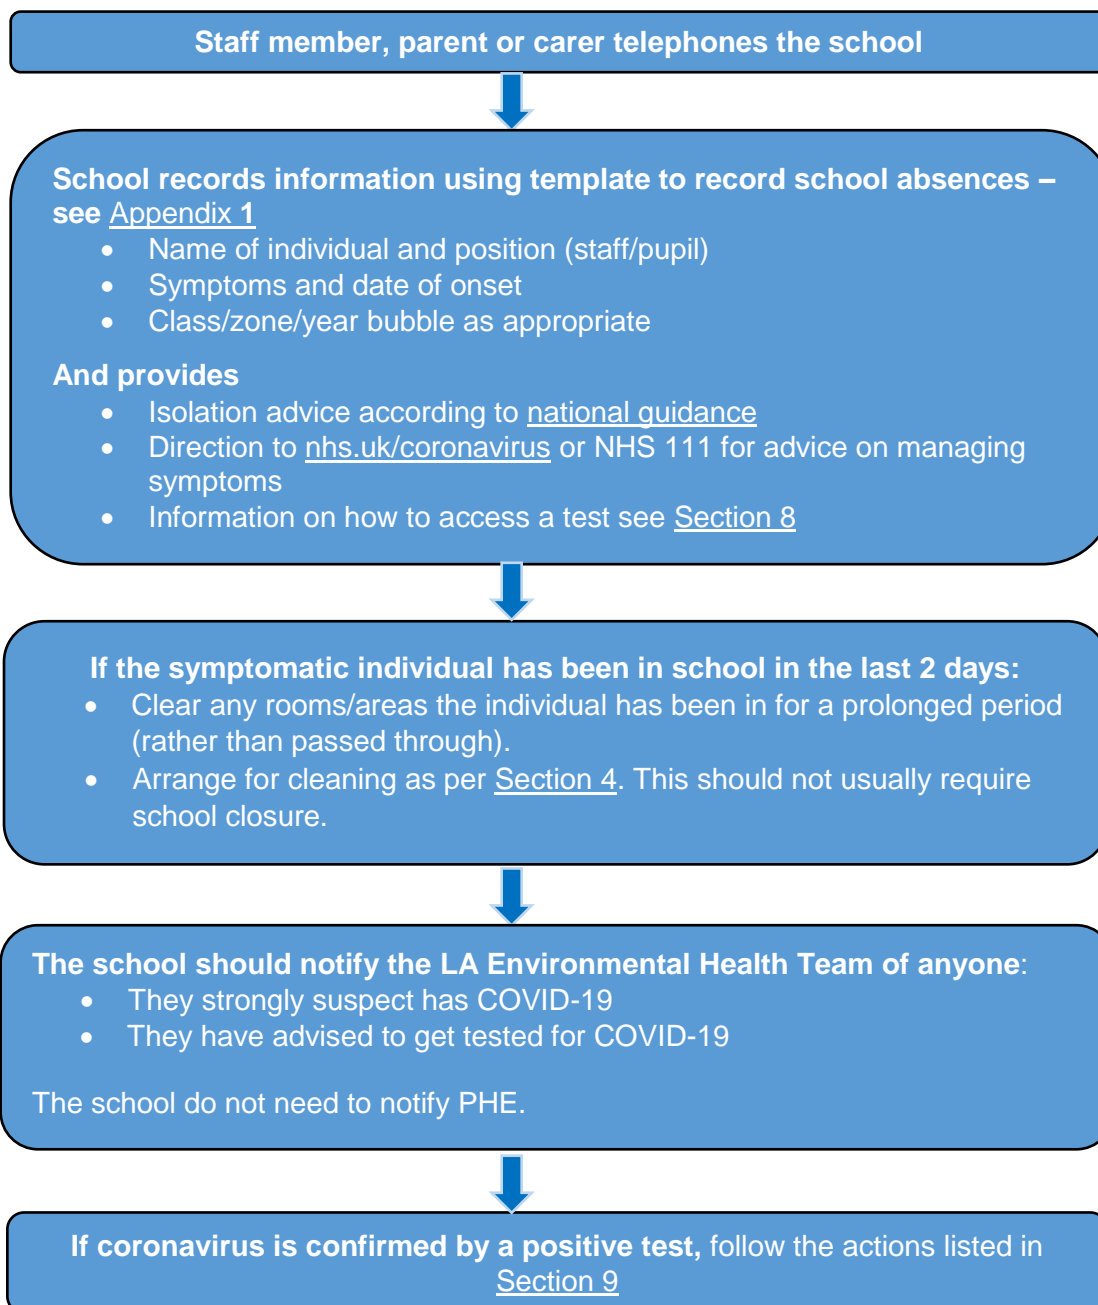 Staff member, parent or carer telephones the school
School records information using template to record school absences –
see Appendix 1
• Name of individual and position (staff/pupil)
• Symptoms and date of onset
• Class/zone/year bubble as appropriate
And provides
• Isolation advice according to national guidance
• Direction to nhs.uk/coronavirus or NHS 111 for advice on managing
symptoms
• Information on how to access a test see Section 8
If the symptomatic individual has been in school in the last 2 days:
• Clear any rooms/areas the individual has been in for a prolonged period
(rather than passed through).
• Arrange for cleaning as per Section 4. This should not usually require
school closure.
The school should notify the LA Environmental Health Team of anyone:
• They strongly suspect has COVID-19
• They have advised to get tested for COVID-19
The school do not need to notify PHE.
If coronavirus is confirmed by a positive test, follow the actions listed in
Section 9